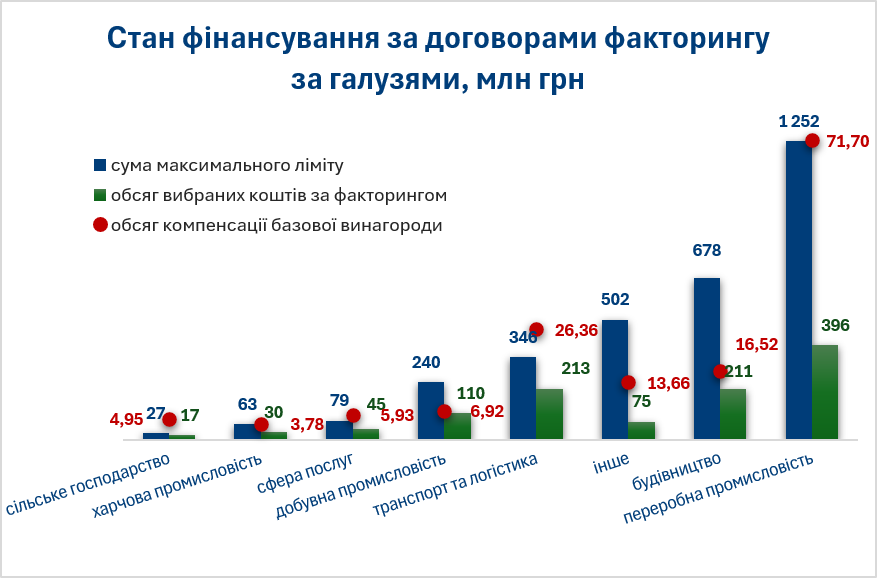 Стан фінансування за договорами факторингу
за галузями, млн грн
сума максимального ліміту
обсяг вибраних коштів за факторингом
обсяг компенсації базової винагороди
4,95
27
17
63
30
3,78
79
45
5,93
240
110
6,92
346
26,36
213
502
13,66
75
678
16,52
211
1 252
71,70
396
сільське господарство
харчова промисловість
сфера послуг
добувна промисловість
транспорт та логістика
інше
будівництво
переробна промисловість